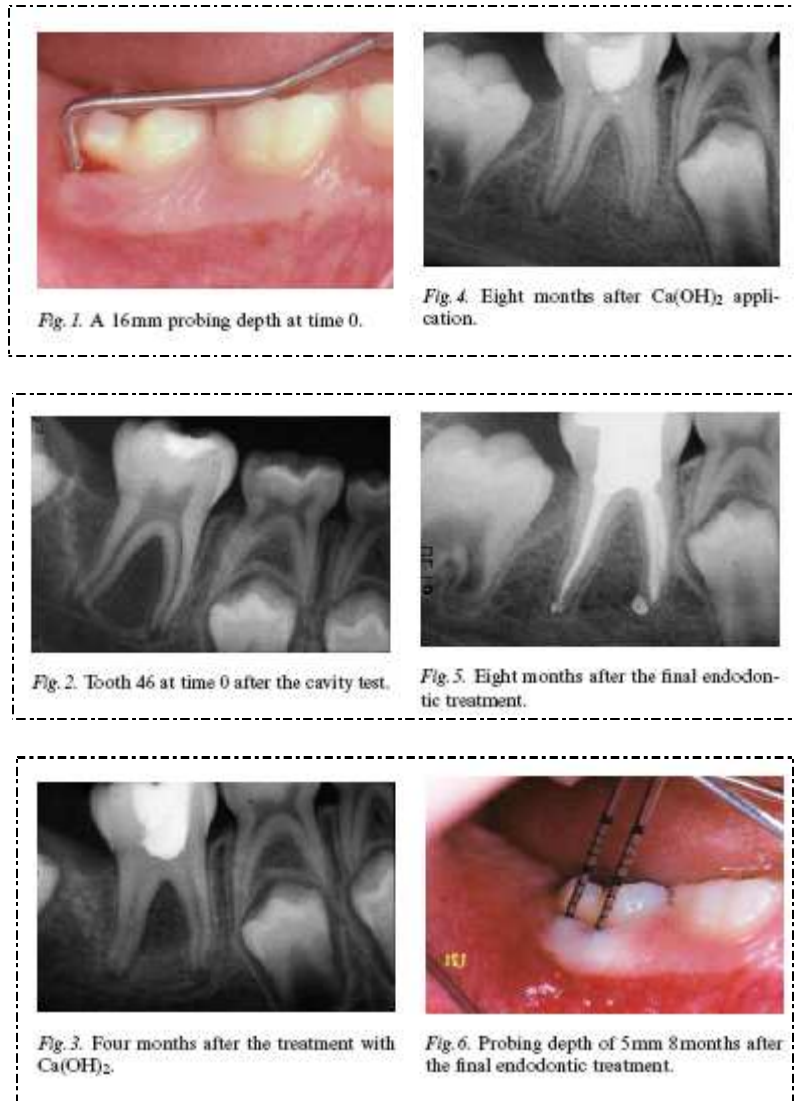 Fig. 1. A 16mm probing depth at time 0.
Fig. 4. Eight months after Ca(OH)2 appli-
cation.
Fig. 2. Tooth 46 at time 0 after the cavity test.
Fig. 5. Eight months after the final endodon-
tic treatment.
Fig. 3. Four months after the treatment with
Ca(OH)2.
Fig. 6. Probing depth of 5mm 8months after
the final endodontic treatment.